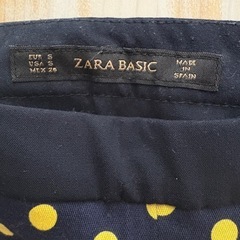 EUR S
USA S
MEX 26
ZARA BASIC
MADE
IN
SPAIN